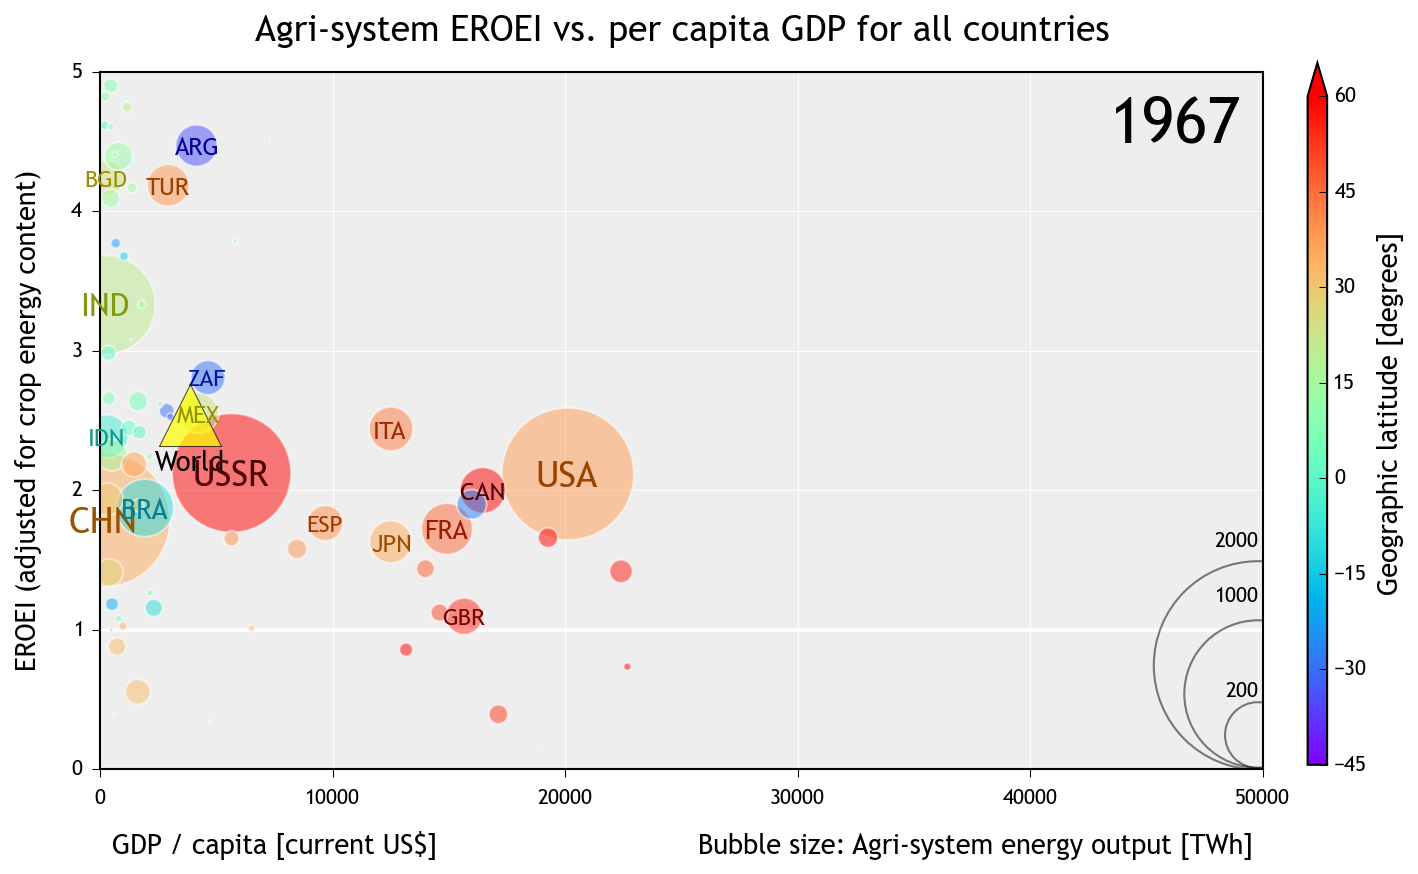 Agri-system EROEI vs. per capita GDP for all countries
1967
EROEI (adjusted for crop energy content)
5
4
3
2
1
0
ARG
BGD
TUR
IND
ZAF
MEX
ITA
IDN
World
USSR
USA
CAN
BRA
CHN
ESP
FRA
JPN
GBR
2000
1000
200
0
10000
20000
30000
40000
50000
GDP / capita [current US$]
Bubble size: Agri-system energy output [TWh]
60
45
30
15
0
−15
−30
−45
Geographic latitude [degrees]